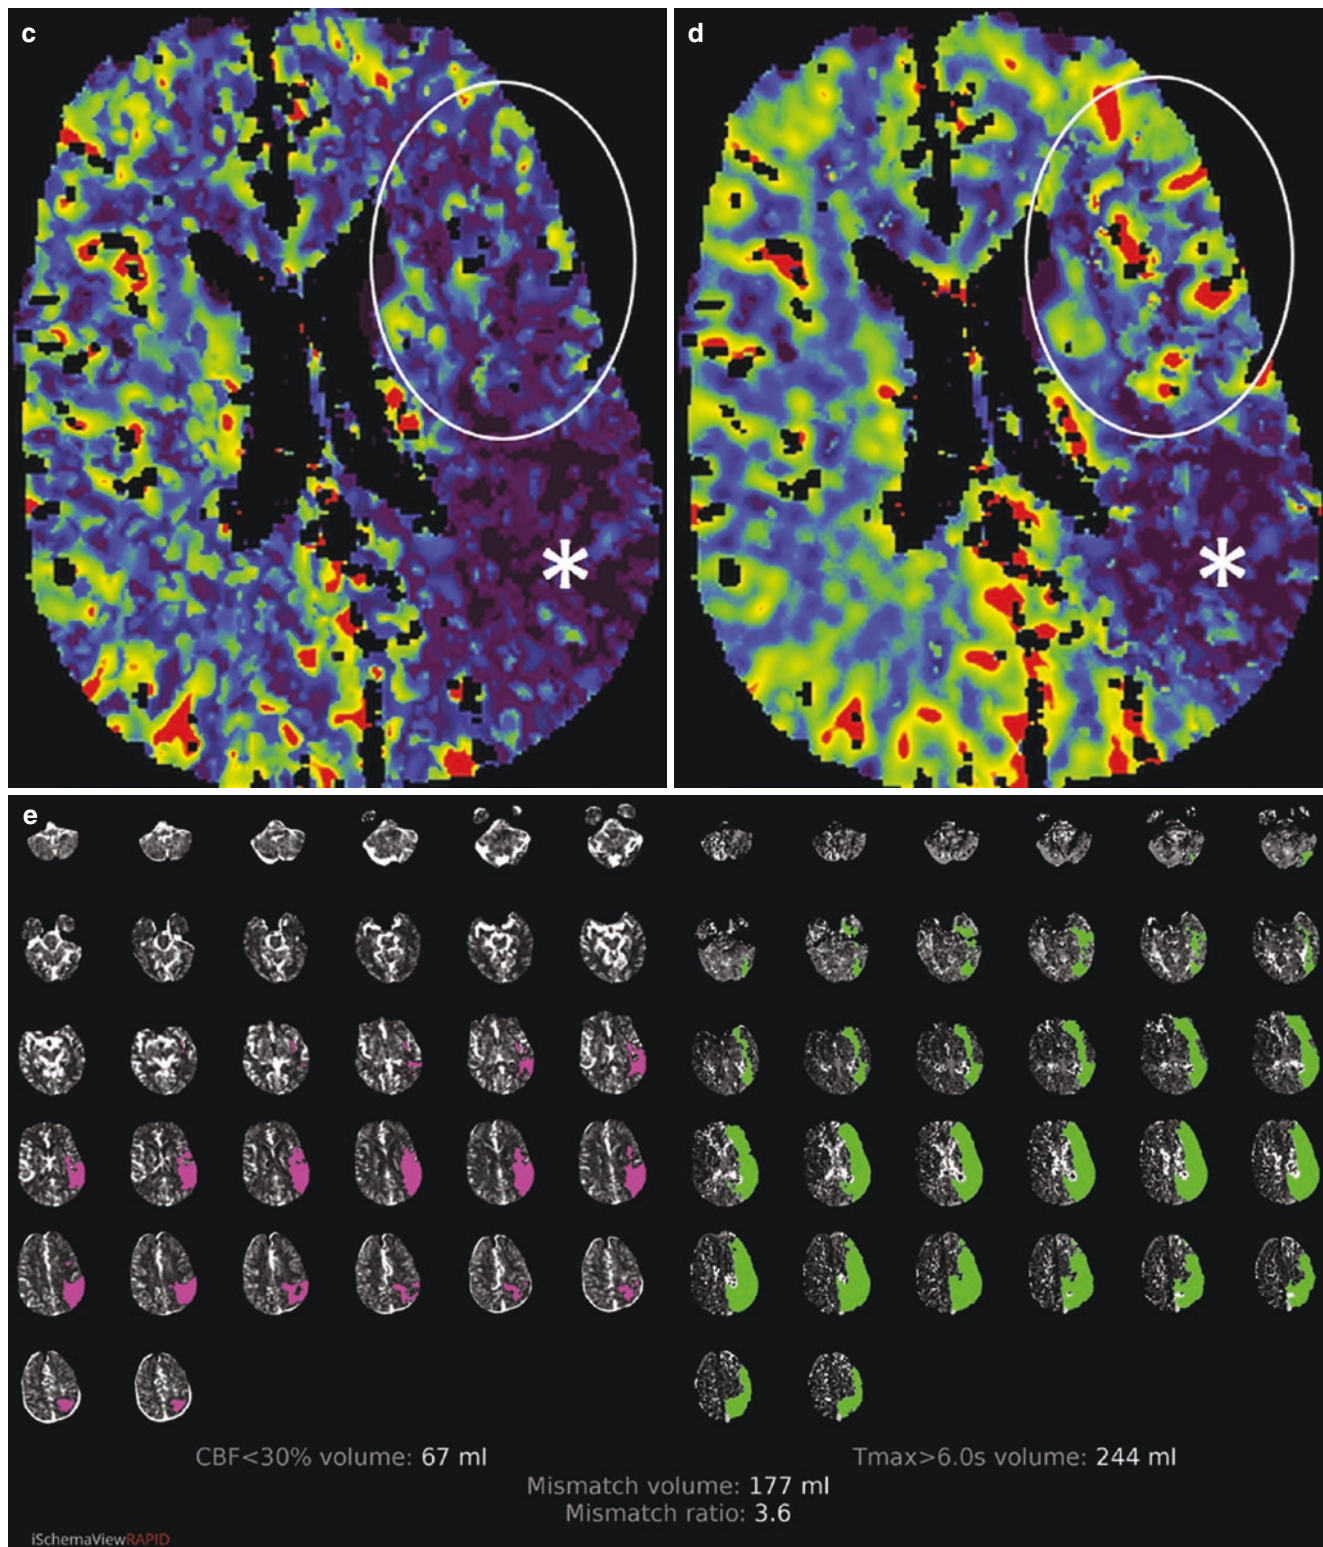 c
d
*
*
e
CBF<30% volume: 67 ml
Tmax>6.0s volume: 244 ml
Mismatch volume: 177 ml
Mismatch ratio: 3.6
iSchemaViewRAPID